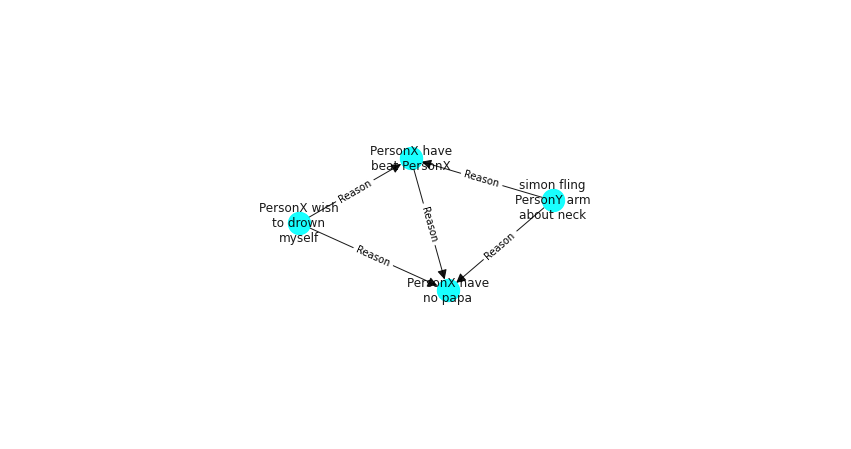 PersonX have
beat PersonX
Reason
Reason
simon fling
PersonY arm
about neck
PersonX wish
to drown
myself
Reason
Reason
Reason
PersonX have
no papa